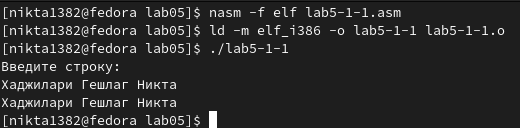 [nikta1382@fedora lab05]$ nasm -f elf lab5-1-1.asm
[nikta1382@fedora lab05]$ ld -m elf_i386 -o lab5-1-1 lab5-1-1.o
[nikta1382@fedora lab05]$ ./lab5-1-1
Введите строку:
Хаджилари Гешлаг Никта
Хаджилари Гешлаг Никта
[nikta1382@fedora lab05]$